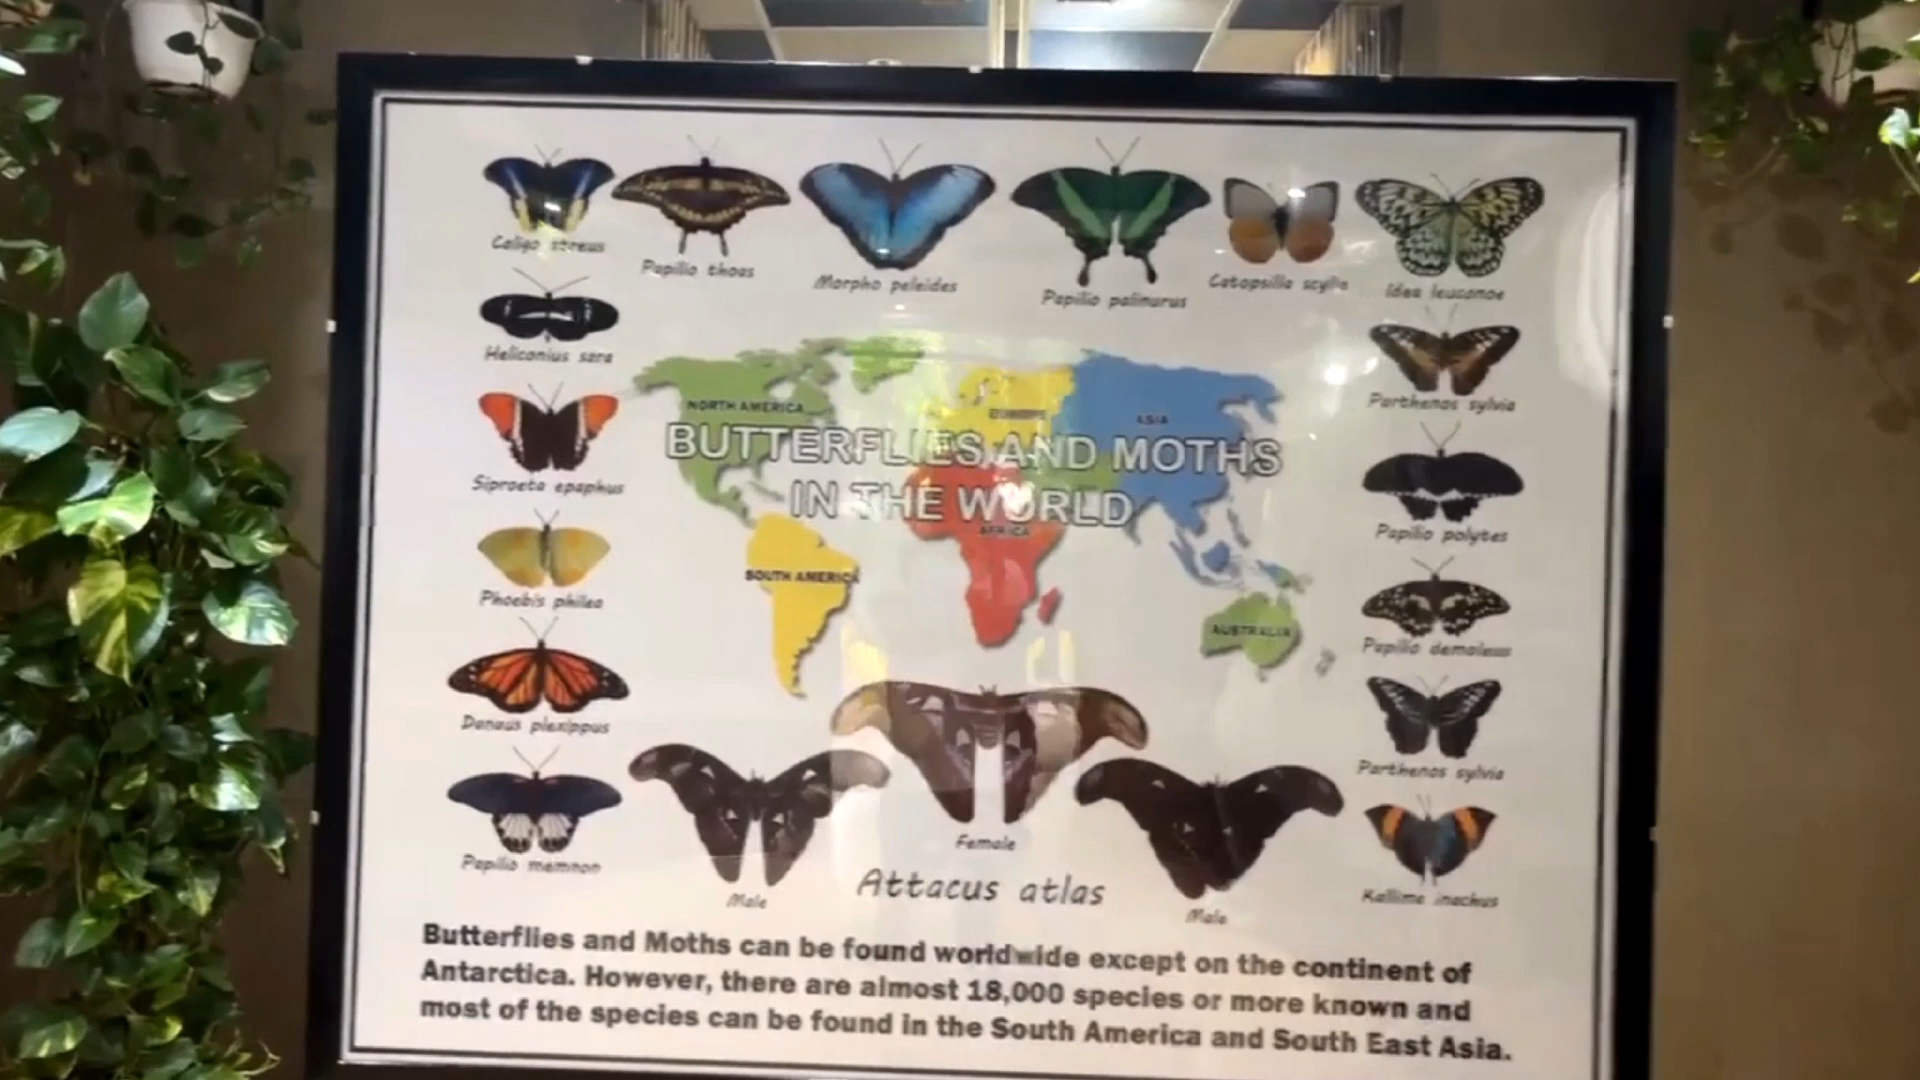 Caligo atreus
Papilio thoas
Morpho peleides
Papilio palinurus
Catopsilla scylla
Idea leuconoe
Heliconius sara
Siproeta epaphus
Phoebis philea
Danaus plexippus
Papilio memnon
NORTH AMERICA
EUROPE
ASIA
BUTTERFLIES AND MOTHS
IN THE WORLD
AFRICA
SOUTH AMERICA
AUSTRALIA
Parthenos sylvia
Papilio polytes
Papilio demoleus
Parthenos sylvia
Kallima inachus
Male
Female
Male
Attacus atlas
Butterflies and Moths can be found worldwide except on the continent of
Antarctica. However, there are almost 18,000 species or more known and
most of the species can be found in the South America and South East Asia.